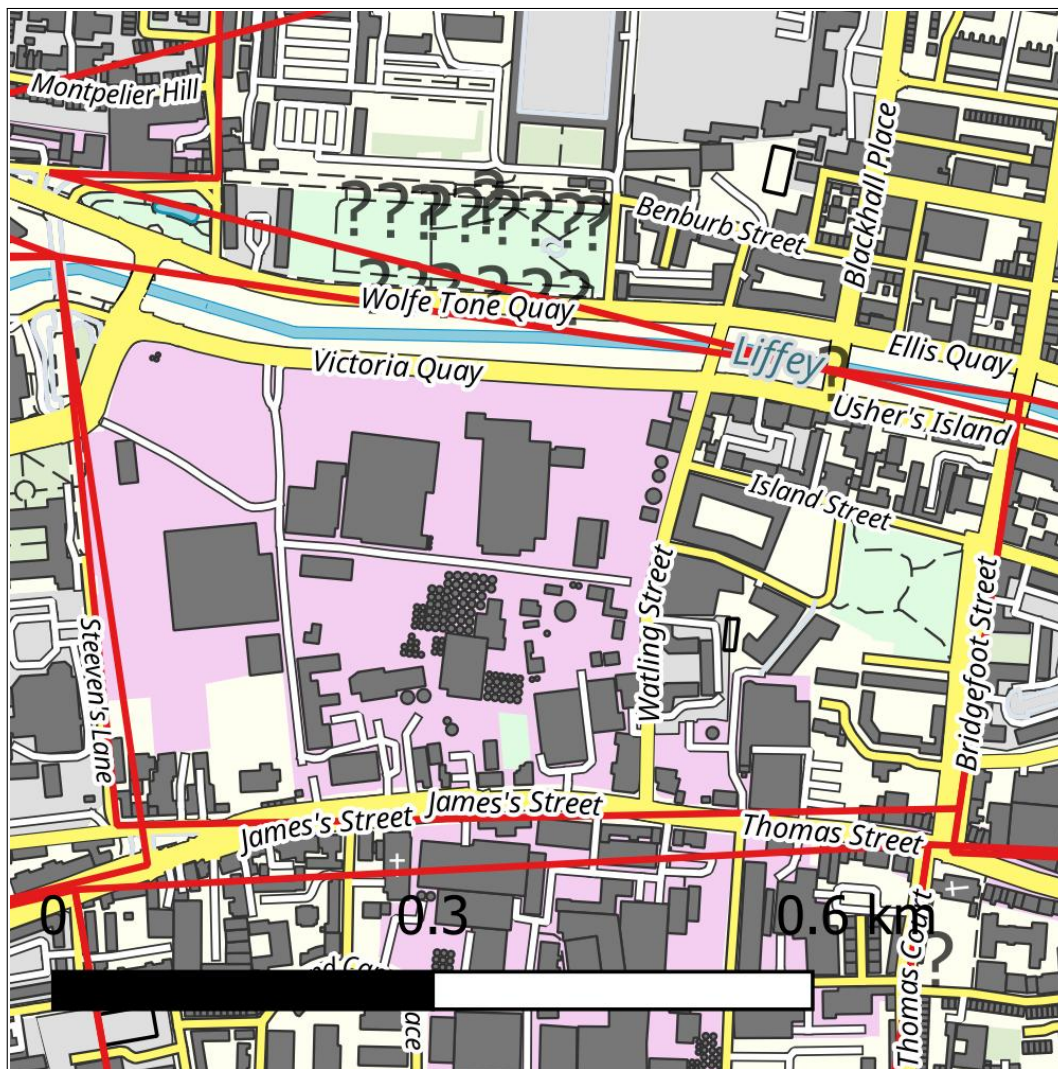 Montpelier Hill
Blackhall Place
? ? ? ? ? ? ? ?
Benburb Street
? ? ? ? ? ?
Wolfe Tone Quay
Liffey
?
Ellis Quay
Victoria Quay
Usher's Island
Island Street
Watling Street
Bridgefoot Street
Steeven's Lane
James's Street
James's Street
Thomas Street
0
0.3
0.6 km
Thomas Court
?